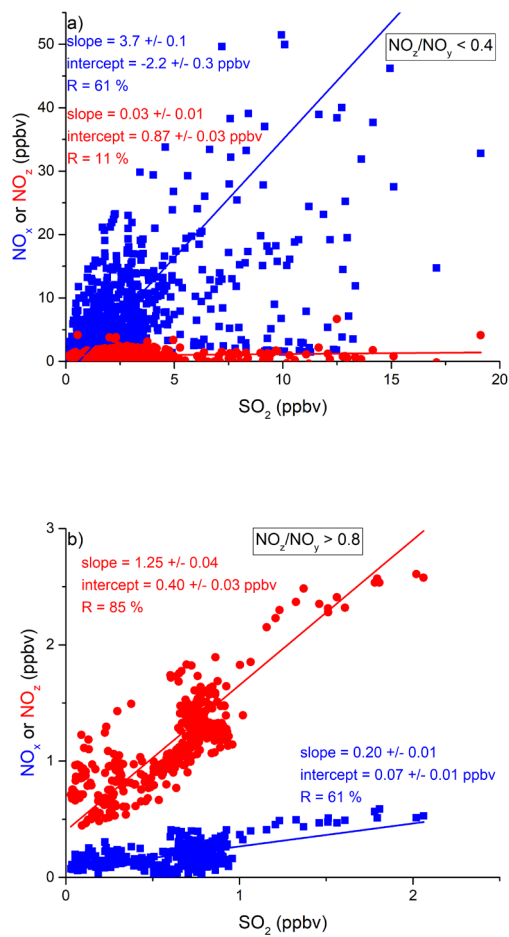 a)
slope = 3.7 +/- 0.1
intercept = -2.2 +/- 0.3 ppbv
R = 61 %
slope = 0.03 +/- 0.01
intercept = 0.87 +/- 0.03 ppbv
R = 11 %
NOz/NOy < 0.4
NOx or NOz (ppbv)
50
40
30
20
10
0
0
5
10
15
20
SO2 (ppbv)
b)
NOz/NOy > 0.8
slope = 1.25 +/- 0.04
intercept = 0.40 +/- 0.03 ppbv
R = 85 %
slope = 0.20 +/- 0.01
intercept = 0.07 +/- 0.01 ppbv
R = 61 %
NOx or NOz (ppbv)
3
2
1
0
0
1
2
SO2 (ppbv)